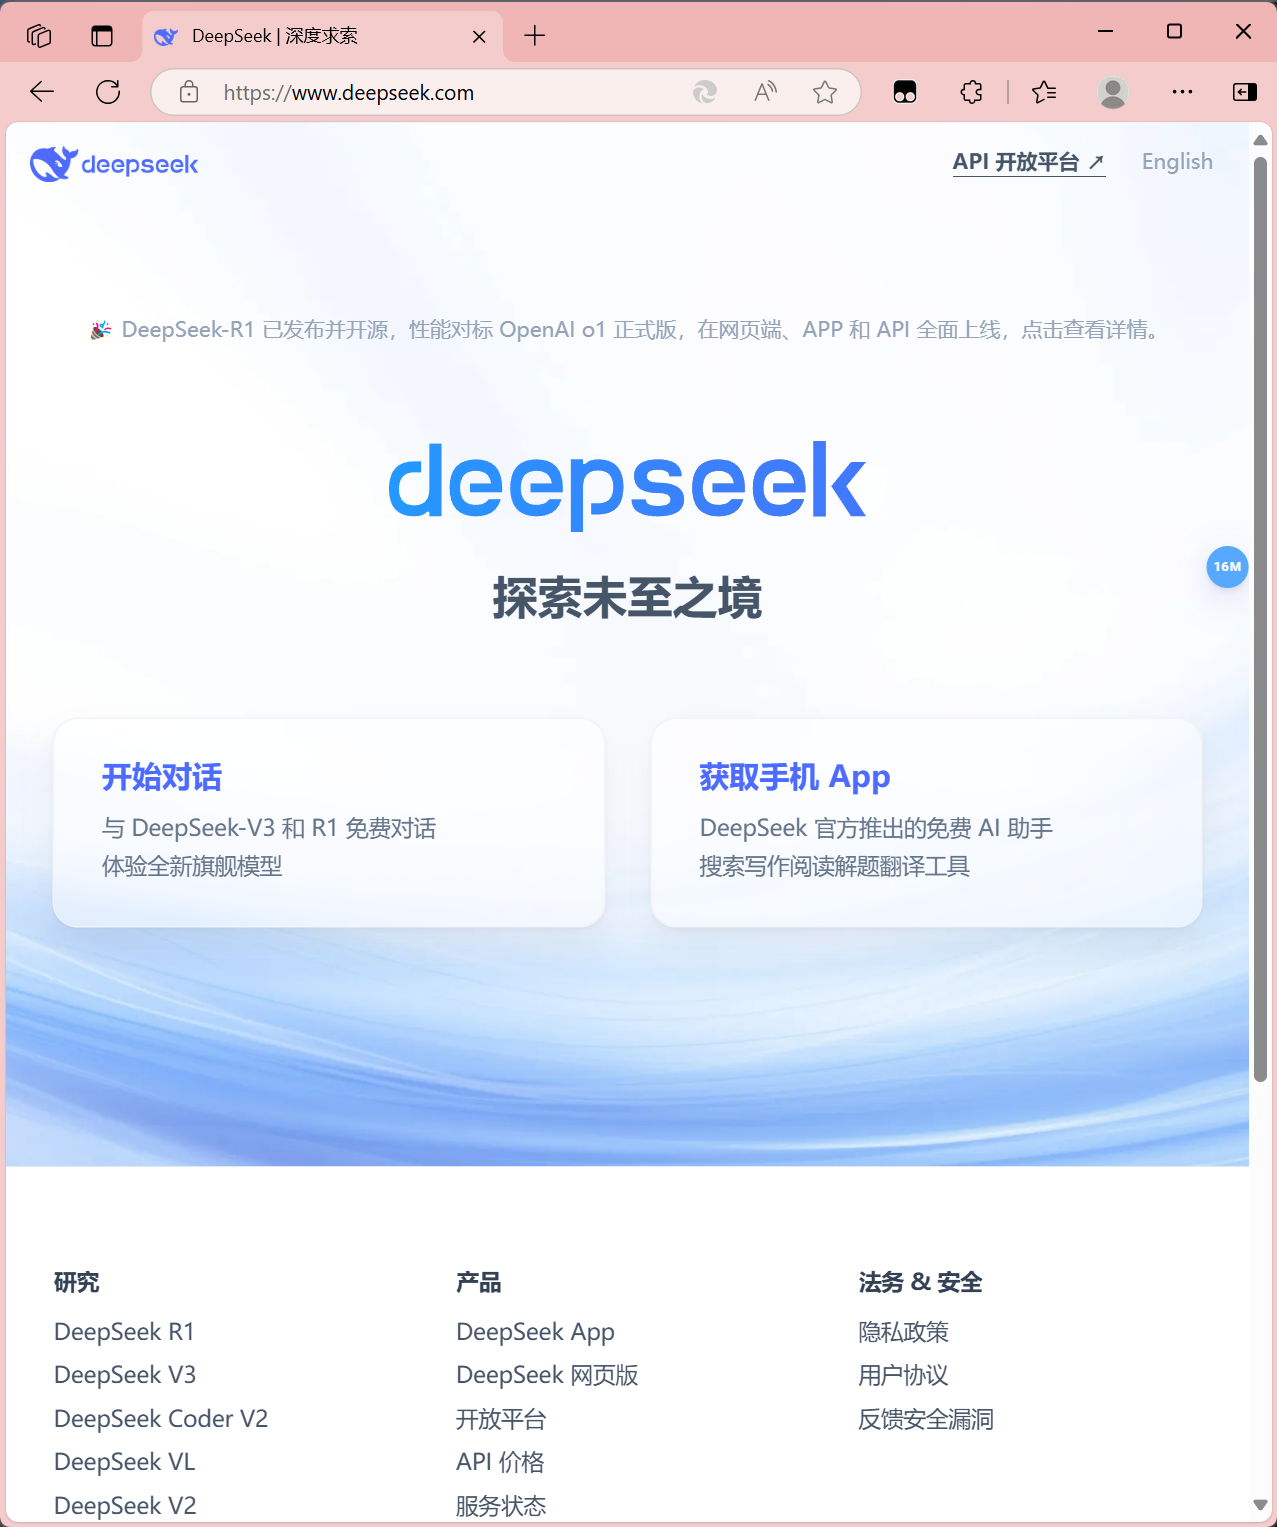 DeepSeek | 深度求索
https://www.deepseek.com
deepseek
API 开放平台 ↗
English
🎉 DeepSeek-R1 已发布并开源，性能对标 OpenAI o1 正式版，在网页端、APP 和 API 全面上线，点击查看详情。
deepseek
探索未至之境
16M
开始对话
与 DeepSeek-V3 和 R1 免费对话
体验全新旗舰模型
获取手机 App
DeepSeek 官方推出的免费 AI 助手
搜索写作阅读解题翻译工具
研究
DeepSeek R1
DeepSeek V3
DeepSeek Coder V2
DeepSeek VL
DeepSeek V2
产品
DeepSeek App
DeepSeek 网页版
开放平台
API 价格
服务状态
法务 & 安全
隐私政策
用户协议
反馈安全漏洞